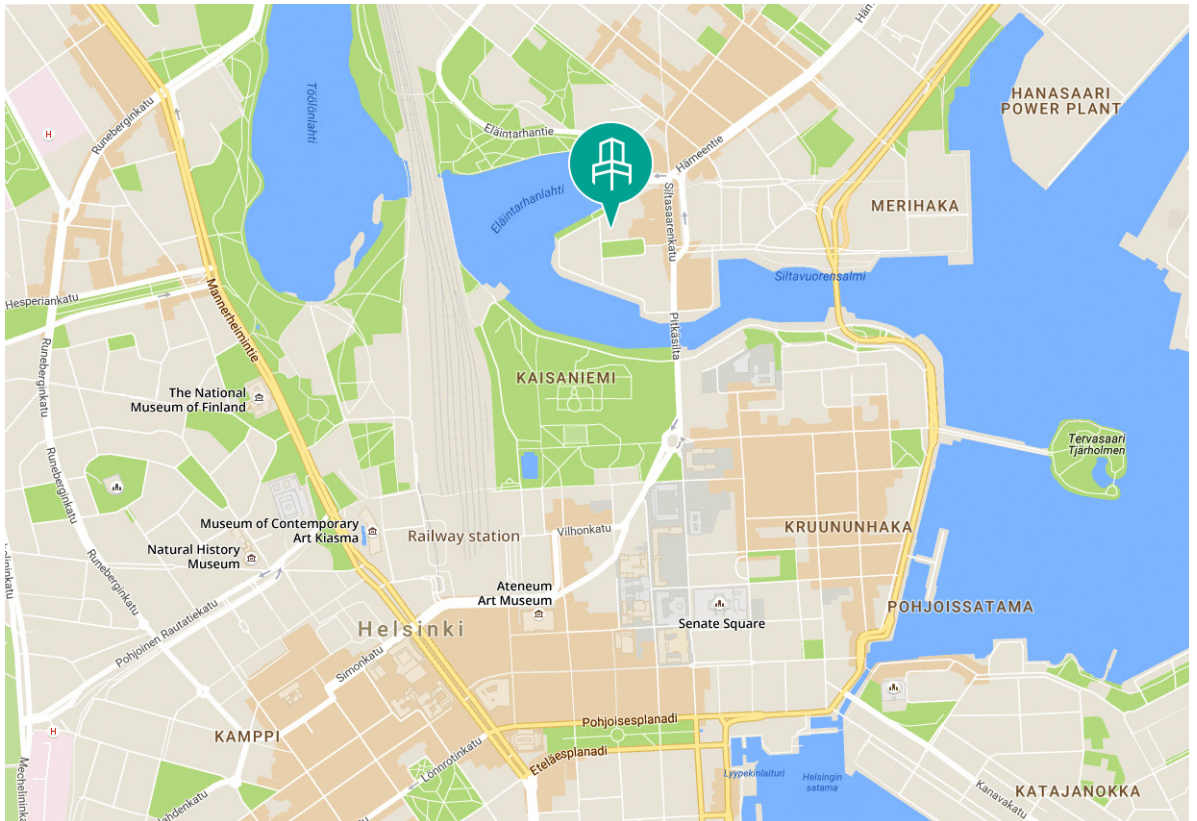 Häm
HANASAARI
POWER PLANT
Töölönlahti
Runeberginkatu
H
Eläintarhantie
Hämeentie
Eläintarhanlahti
Siltasaarenkatu
MERIHAKA
Siltavuorensalmi
Hesperiankatu
Mannerheimintie
Pitkäsilta
Runeberginkatu
KAISANIEMI
The National
Museum of Finland
Tervasaari
Tjärholmen
Runeberginkatu
Museum of Contemporary
Art Kiasma
Railway station
Vilhonkatu
KRUUNUNHAKA
Natural History
Museum
Runeberginkatu
Ateneum
Art Museum
POHJOISSATAMA
Senate Square
Helsinki
Pohjoinen Rautatiekatu
Simonkatu
H
Pohjoisesplanadi
KAMPPI
Lönnrotinkatu
Eteläesplanadi
Lyypekinlaituri
Helsingin
satama
Mechelininkatu
Kanavakatu
KATAJANOKKA